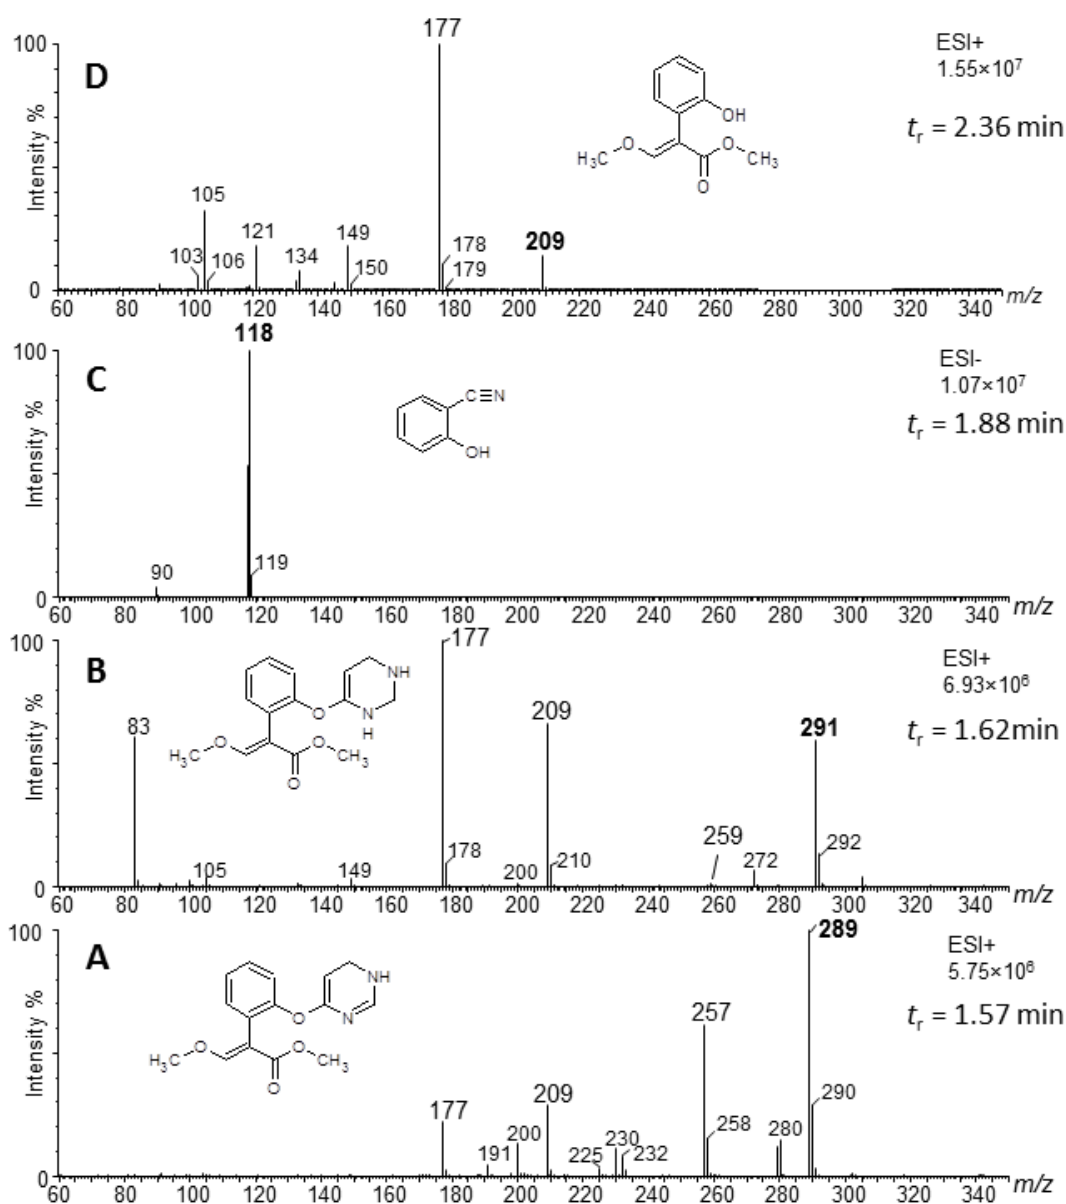 177
100
D
ESI+
1.55×10⁷
tr = 2.36 min
Intensity %
OH
O
O
H₃C
CH₃
O
105
103
106
121
134
149
150
178
179
209
0
60 80 100 120 140 160 180 200 220 240 260 280 300 320 340 m/z
118
100
C
ESI-
1.07×10⁷
tr = 1.88 min
Intensity %
C≡N
OH
90
119
0
60 80 100 120 140 160 180 200 220 240 260 280 300 320 340 m/z
100
177
B
ESI+
6.93×10⁶
tr = 1.62min
Intensity %
NH
O
N
H
O
O
H₃C
CH₃
O
83
209
291
105
149
178
200
210
259
272
292
0
60 80 100 120 140 160 180 200 220 240 260 280 300 320 340 m/z
100
289
A
ESI+
5.75×10⁶
tr = 1.57 min
Intensity %
NH
O
N
O
O
H₃C
CH₃
O
257
177
209
191
200
225
230
232
258
280
290
0
60 80 100 120 140 160 180 200 220 240 260 280 300 320 340 m/z